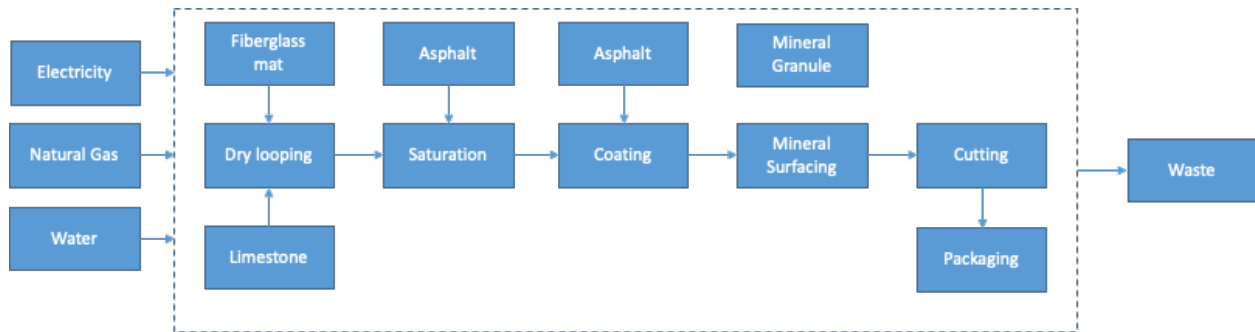 Electricity
Natural Gas
Water
Fiberglass
mat
Asphalt
Asphalt
Mineral
Granule
Dry looping
Saturation
Coating
Mineral
Surfacing
Cutting
Limestone
Packaging
Waste